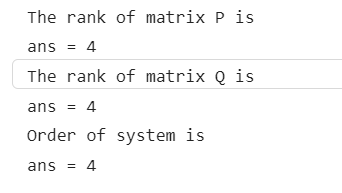 The rank of matrix P is
ans = 4
The rank of matrix Q is
ans = 4
Order of system is
ans = 4